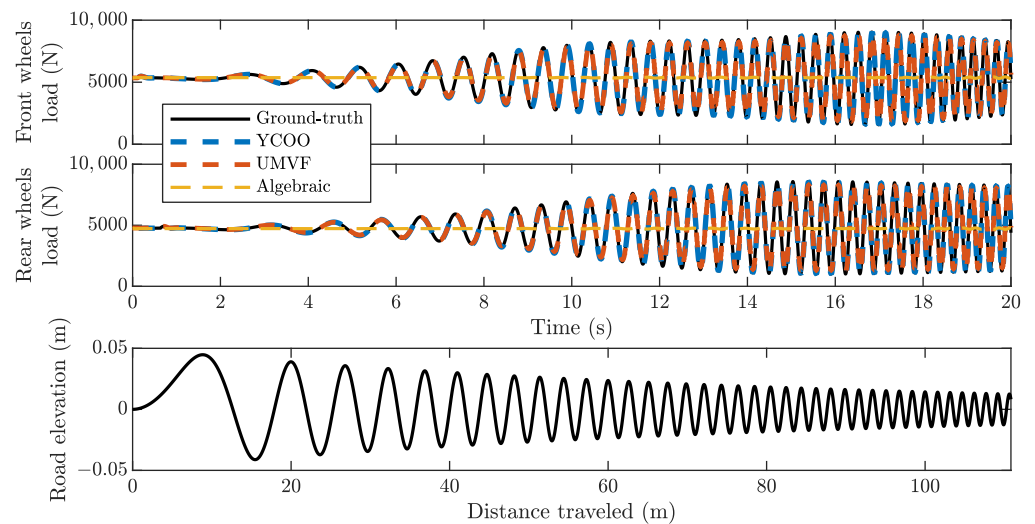 10,000
5000
0
Front wheels
load (N)
Ground-truth
YCOO
UMVF
Algebraic
10,000
5000
0
Rear wheels
load (N)
0 2 4 6 8 10 12 14 16 18 20
Time (s)
0.05
0
−0.05
Road elevation (m)
0 20 40 60 80 100
Distance traveled (m)